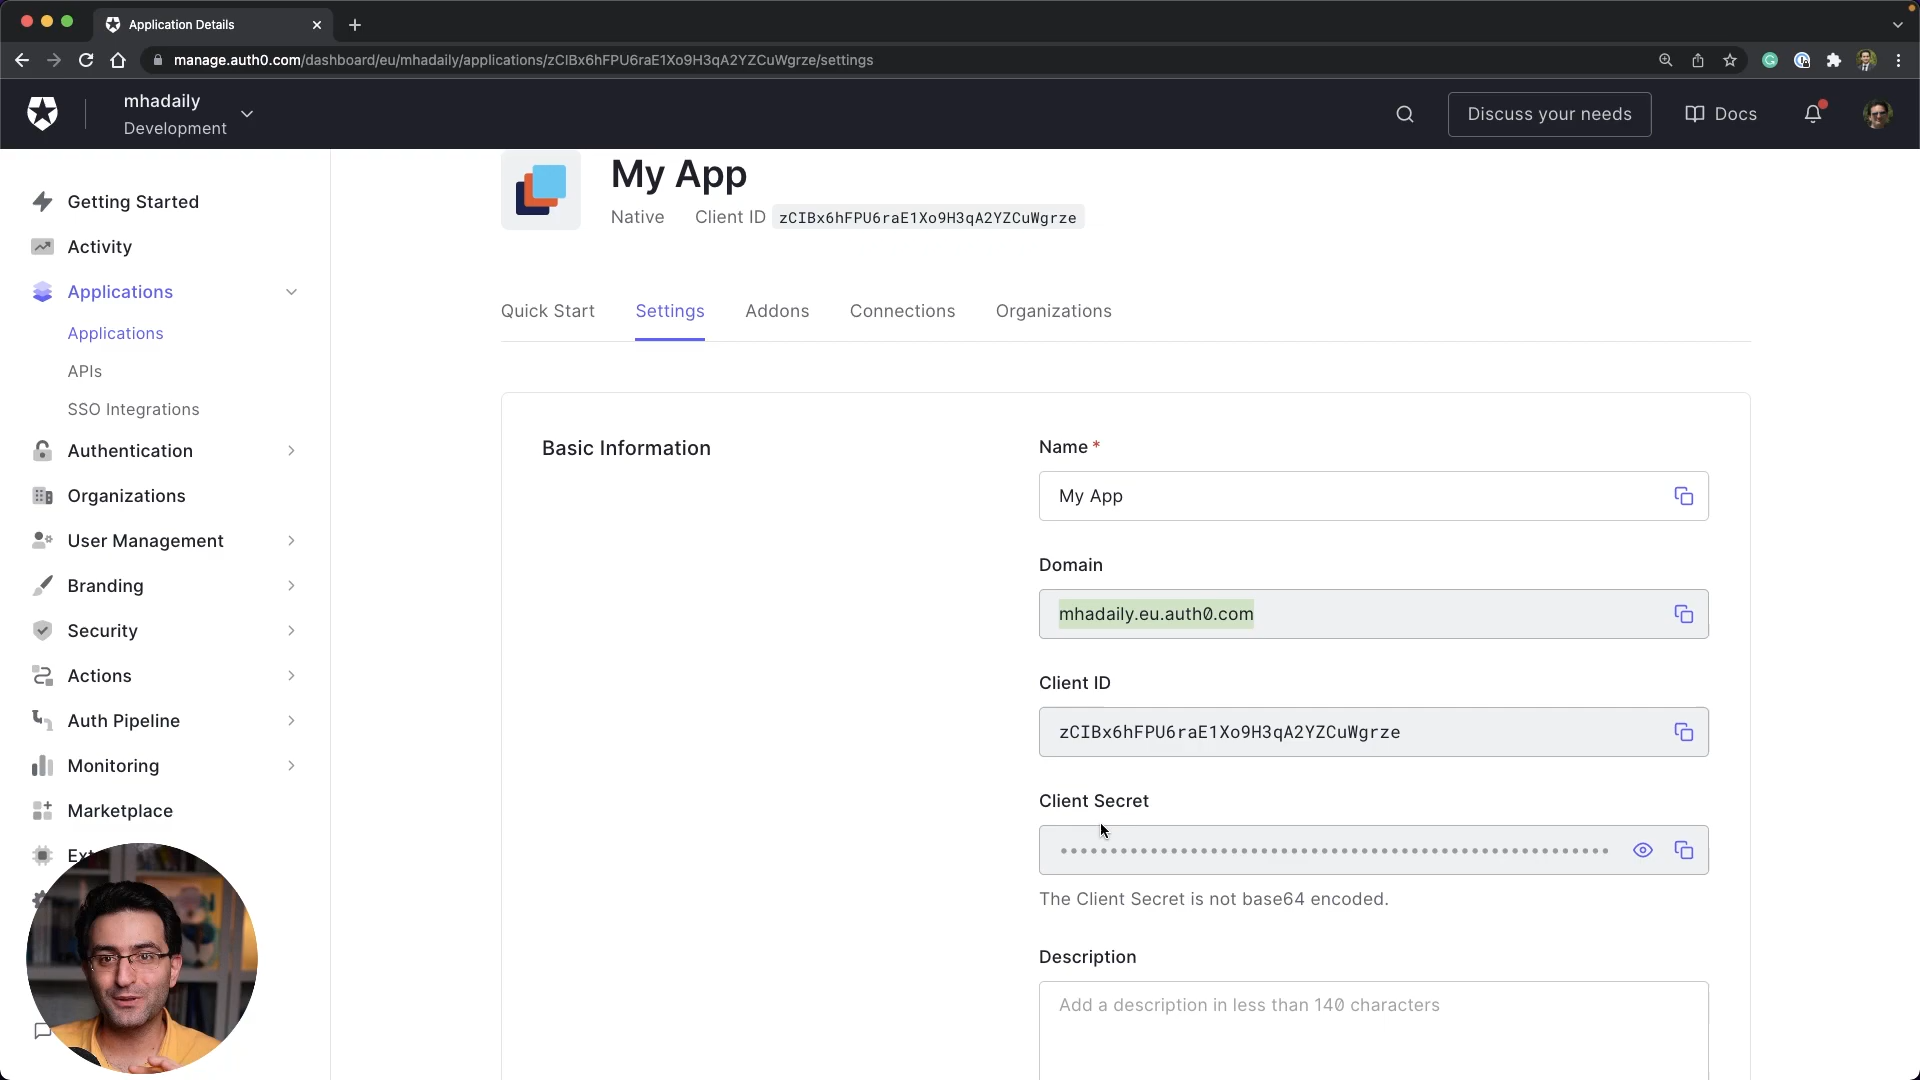 Application Details
manage.auth0.com/dashboard/eu/mhadaily/applications/zCIBx6hFPU6raE1Xo9H3qA2YZCuWgrze/settings
mhadaily
Development
Discuss your needs
Docs
Getting Started
Activity
Applications
Applications
APIs
SSO Integrations
Authentication
Organizations
User Management
Branding
Security
Actions
Auth Pipeline
Monitoring
Marketplace
My App
Native
Client ID zCIBx6hFPU6raE1Xo9H3qA2YZCuWgrze
Quick Start
Settings
Addons
Connections
Organizations
Basic Information
Name *
My App
Domain
mhadaily.eu.auth0.com
Client ID
zCIBx6hFPU6raE1Xo9H3qA2YZCuWgrze
Client Secret
The Client Secret is not base64 encoded.
Description
Add a description in less than 140 characters